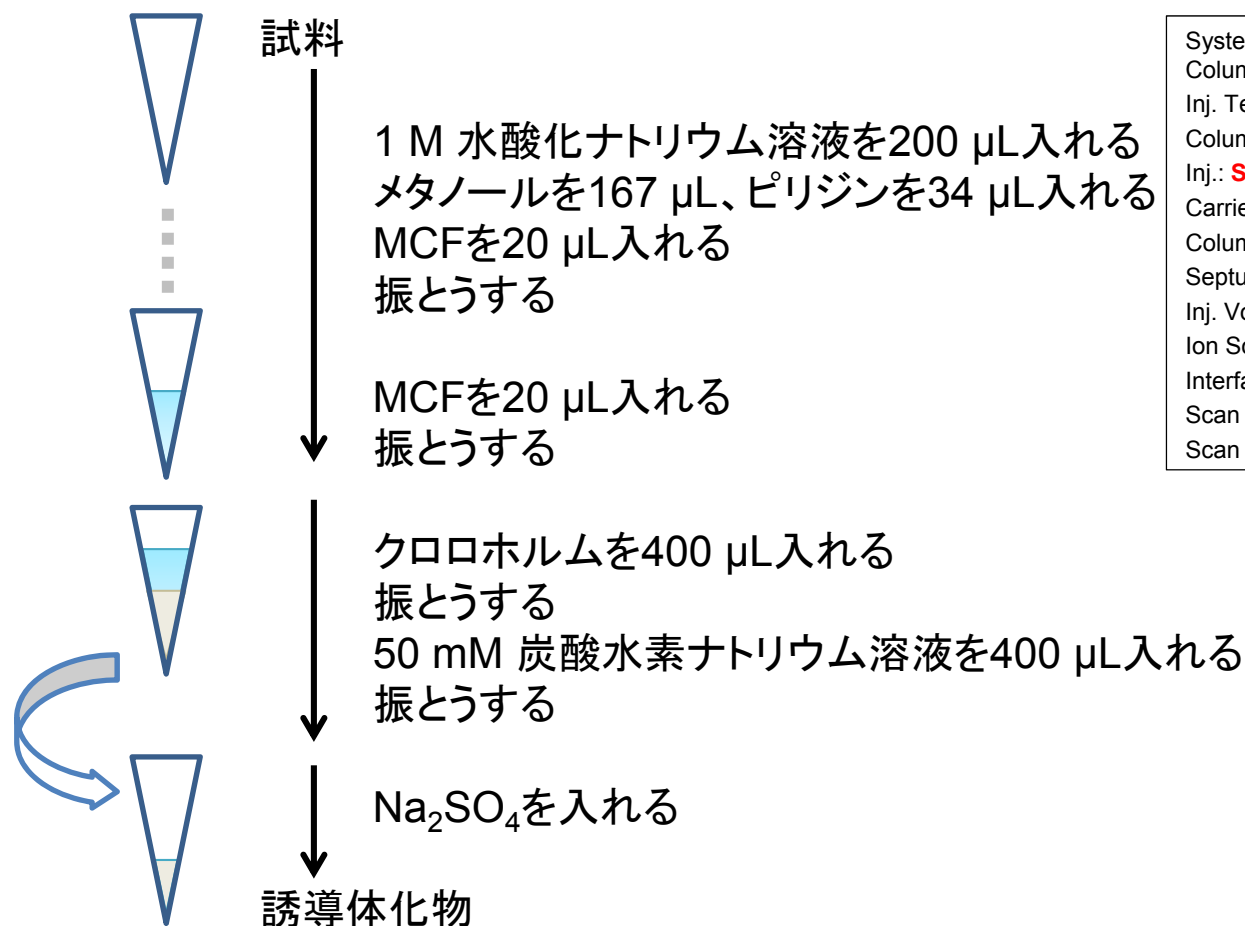 試料
1 M 水酸化ナトリウム溶液を200 μL入れる
メタノールを167 μL、ピリジンを34 μL入れる
MCFを20 μL入れる
振とうする
MCFを20 μL入れる
振とうする
クロロホルムを400 μL入れる
振とうする
50 mM 炭酸水素ナトリウム溶液を400 μL入れる
振とうする
Na₂SO₄を入れる
誘導体化物
Inj.
Inj.:
Inj.
Ion
Scan
Scan